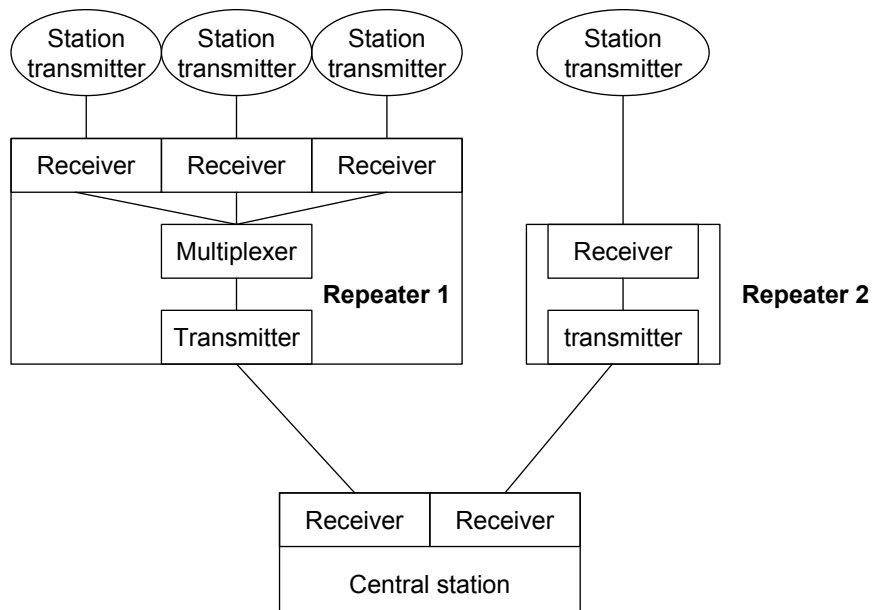 Station
transmitter
Station
transmitter
Station
transmitter
Station
transmitter
Receiver
Receiver
Receiver
Multiplexer
Repeater 1
Transmitter
Receiver
Repeater 2
transmitter
Receiver
Receiver
Central station